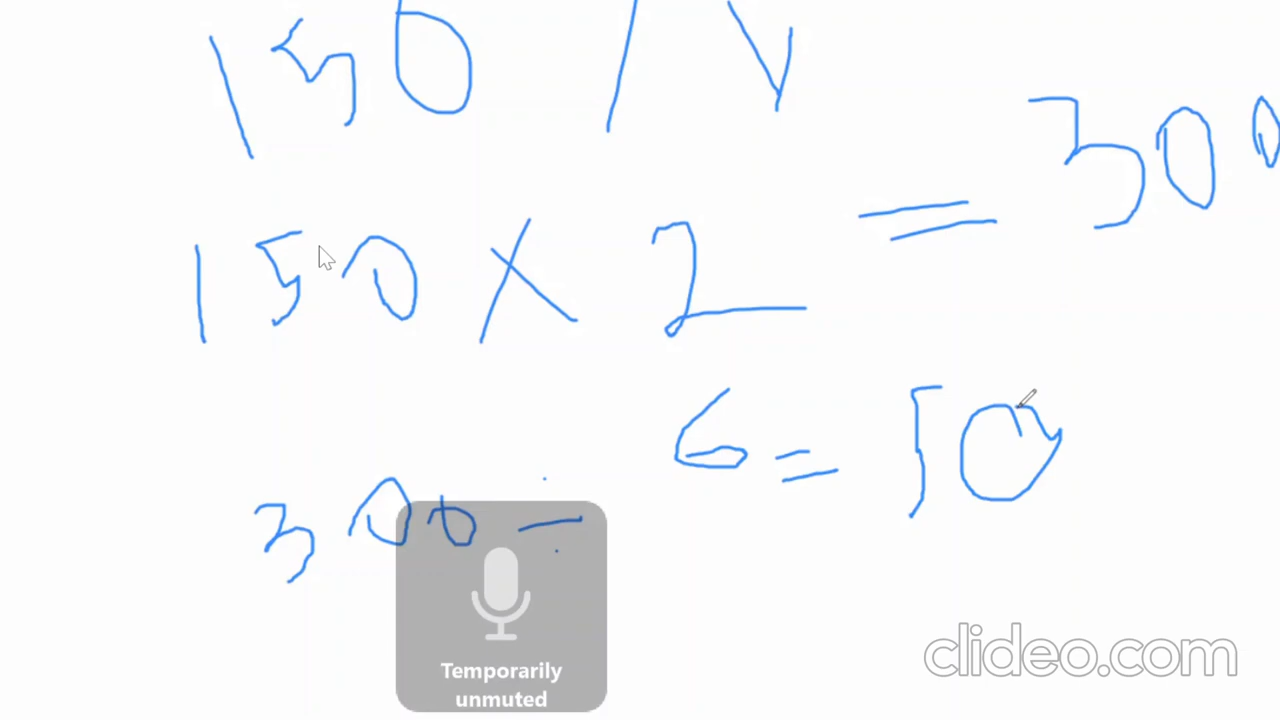 150 / v
150 × 2 = 300
300 ÷ 6 = 50
Temporarily
unmuted
clideo.com